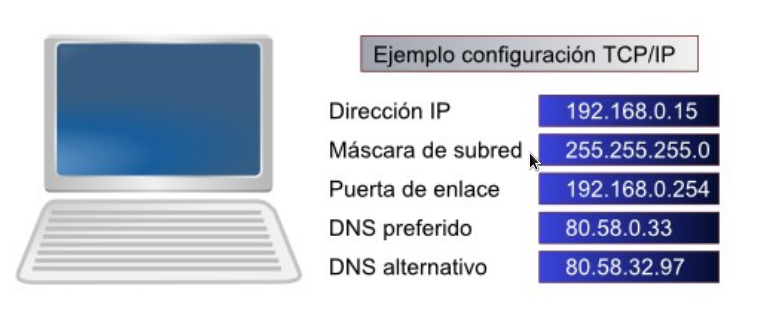 Ejemplo configuración TCP/IP
Dirección IP 192.168.0.15
Máscara de subred 255.255.255.0
Puerta de enlace 192.168.0.254
DNS preferido 80.58.0.33
DNS alternativo 80.58.32.97